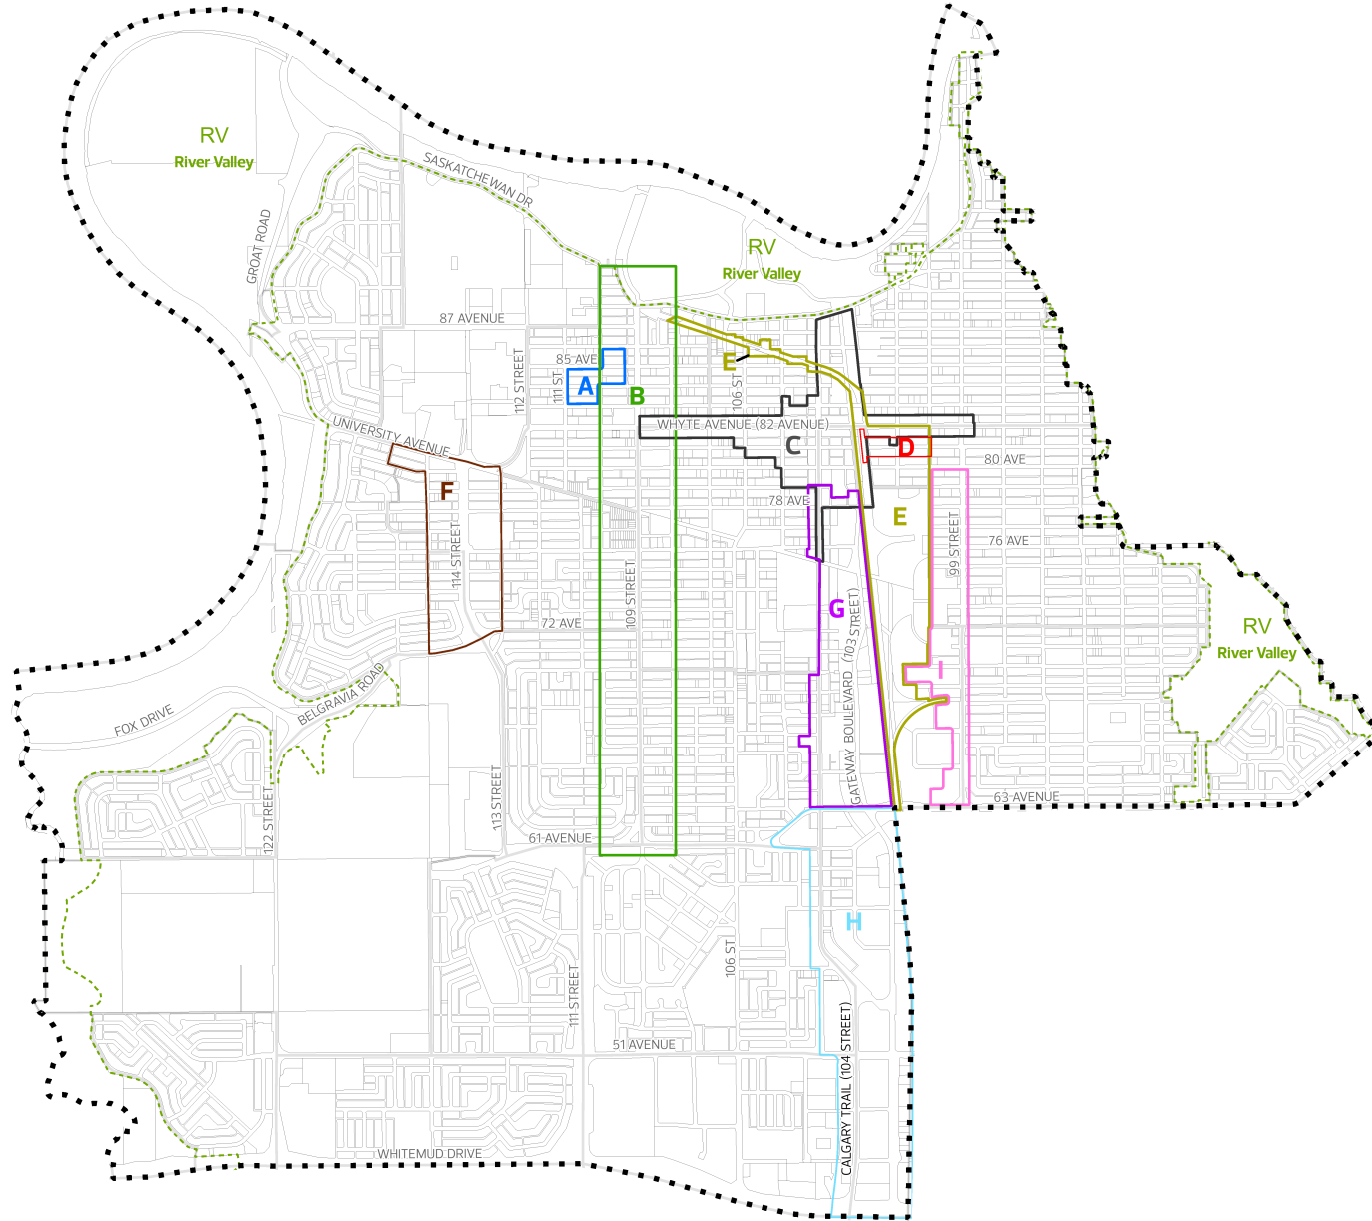 RV
River Valley
SASKATCHEWAN DR
GROAT ROAD
RV
River Valley
87 AVENUE
85 AVE
112 STREET
111 ST
A
B
E
106 ST
UNIVERSITY AVENUE
WHYTE AVENUE (82 AVENUE)
C
D
80 AVE
F
78 AVE
E
99 STREET
76 AVE
114 STREET
109 STREET
72 AVE
G
GATEWAY BOULEVARD (103 STREET)
I
RV
River Valley
BELGRAVIA ROAD
FOX DRIVE
122 STREET
113 STREET
63 AVENUE
61 AVENUE
H
106 ST
111 STREET
51 AVENUE
CALGARY TRAIL (104 STREET)
WHITEMUD DRIVE